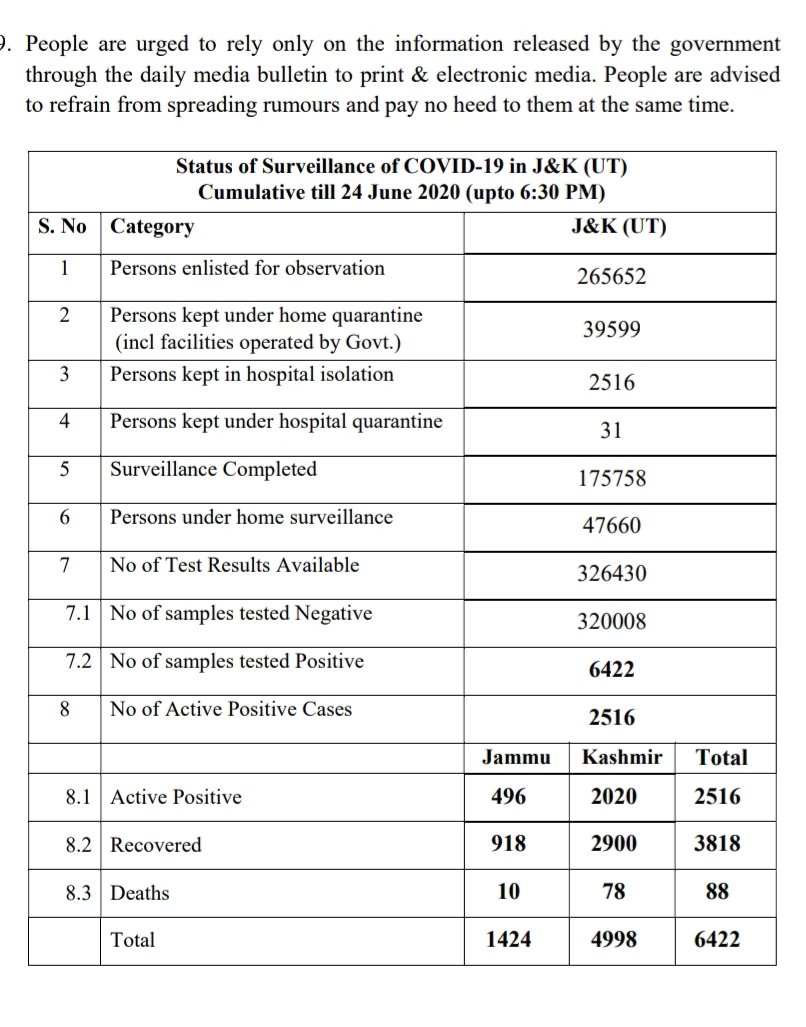 9. People are urged to rely only on the information released by the government
through the daily media bulletin to print & electronic media. People are advised
to refrain from spreading rumours and pay no heed to them at the same time.
Status of Surveillance of COVID-19 in J&K (UT)
Cumulative till 24 June 2020 (upto 6:30 PM)
S. No Category J&K (UT)
1 Persons enlisted for observation 265652
2 Persons kept under home quarantine
(incl facilities operated by Govt.) 39599
3 Persons kept in hospital isolation 2516
4 Persons kept under hospital quarantine 31
5 Surveillance Completed 175758
6 Persons under home surveillance 47660
7 No of Test Results Available 326430
7.1 No of samples tested Negative 320008
7.2 No of samples tested Positive 6422
8 No of Active Positive Cases 2516
Jammu Kashmir Total
8.1 Active Positive 496 2020 2516
8.2 Recovered 918 2900 3818
8.3 Deaths 10 78 88
Total 1424 4998 6422